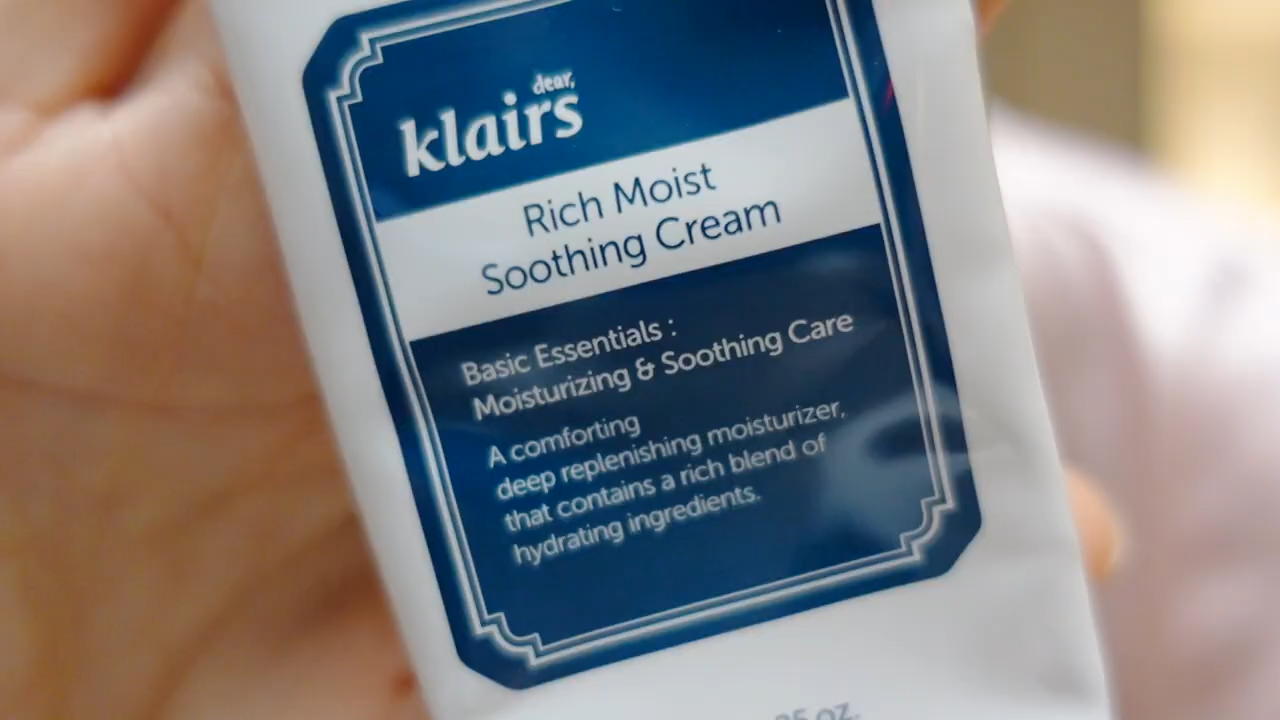 dear,
klairs
Rich Moist
Soothing Cream
Basic Essentials :
Moisturizing & Soothing Care
A comforting
deep replenishing moisturizer,
that contains a rich blend of
hydrating ingredients.
oz.